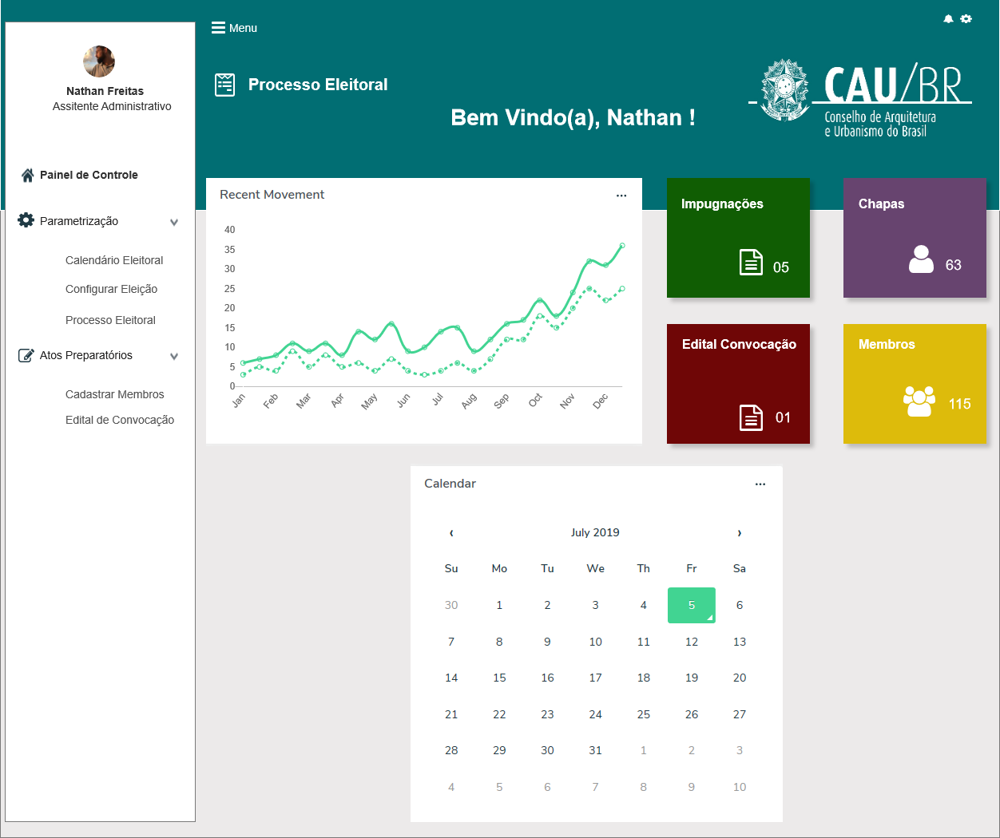 Menu
Nathan Freitas
Assitente Administrativo
Processo Eleitoral
Bem Vindo(a), Nathan !
CAU/BR
Conselho de Arquitetura
e Urbanismo do Brasil
Painel de Controle
Parametrização
Calendário Eleitoral
Configurar Eleição
Processo Eleitoral
Atos Preparatórios
Cadastrar Membros
Edital de Convocação
Recent Movement
40
35
30
25
20
15
10
5
0
Jan Feb Mar Apr May Jun Jul Aug Sep Oct Nov Dec
Impugnações
05
Chapas
63
Edital Convocação
01
Membros
115
Calendar
‹ July 2019 ›
Su Mo Tu We Th Fr Sa
30 1 2 3 4 5 6
7 8 9 10 11 12 13
14 15 16 17 18 19 20
21 22 23 24 25 26 27
28 29 30 31 1 2 3
4 5 6 7 8 9 10